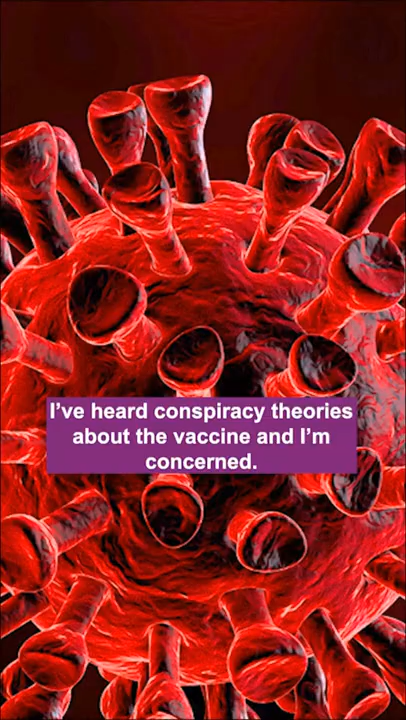 I’ve heard conspiracy theories
about the vaccine and I’m
concerned.